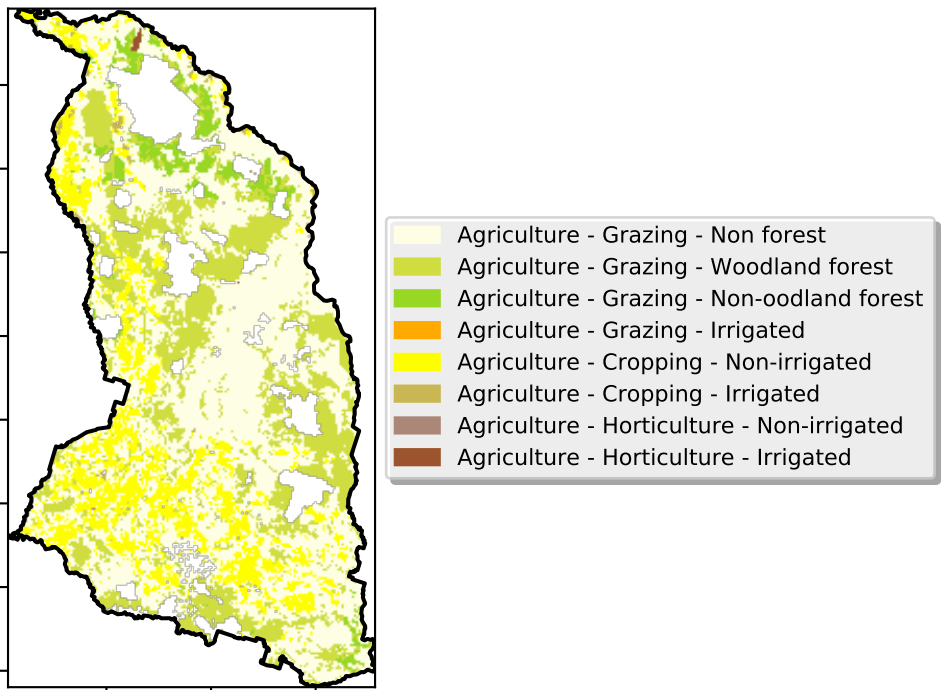 Agriculture - Grazing - Non forest
Agriculture - Grazing - Woodland forest
Agriculture - Grazing - Non-oodland forest
Agriculture - Grazing - Irrigated
Agriculture - Cropping - Non-irrigated
Agriculture - Cropping - Irrigated
Agriculture - Horticulture - Non-irrigated
Agriculture - Horticulture - Irrigated